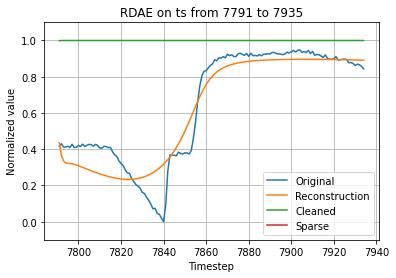 RDAE on ts from 7791 to 7935
Normalized value
1.0
0.8
0.6
0.4
0.2
0.0
Original
Reconstruction
Cleaned
Sparse
7800 7820 7840 7860 7880 7900 7920 7940
Timestep